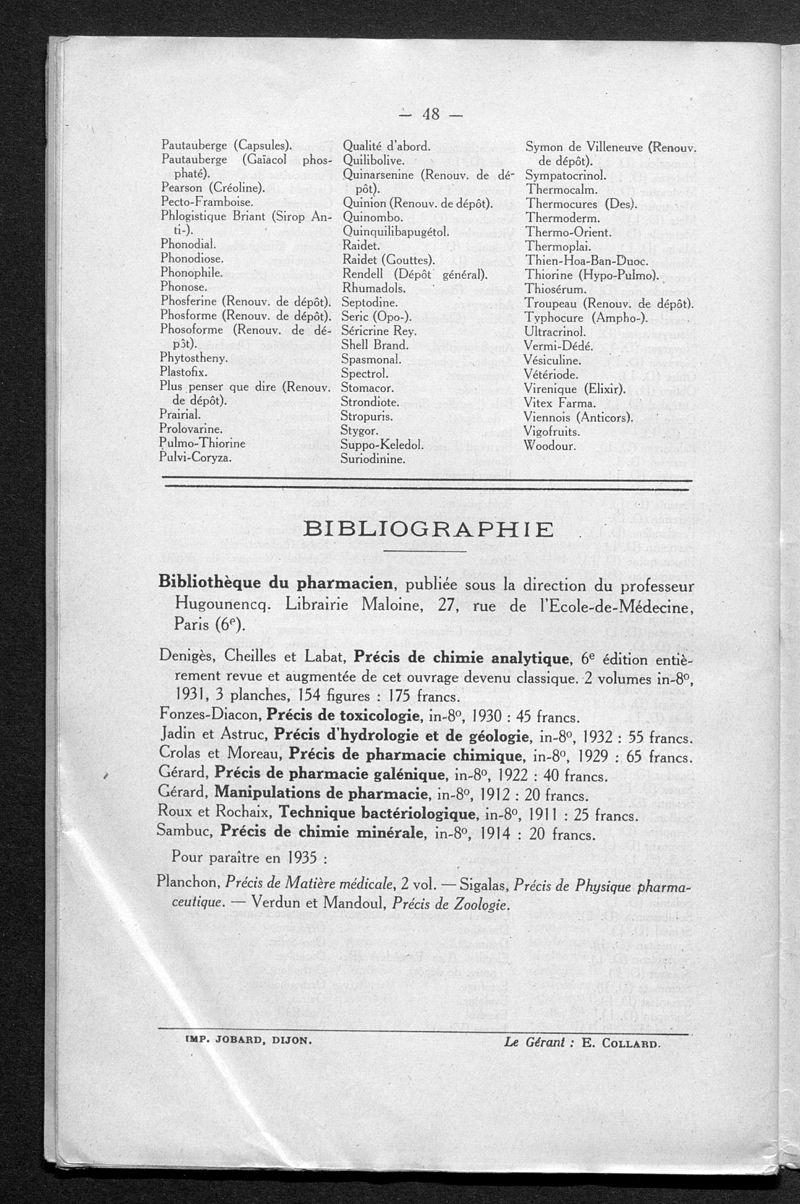 — 48 —
Pautauberge (Capsules).
Pautauberge (Gaïacol phos-
phaté).
Pearson (Créoline).
Pecto-Framboise.
Phlogistique Briant (Sirop An-
ti-).
Phonodial.
Phonodiose.
Phonophile.
Phonose.
Phosferine (Renouv. de dépôt).
Phosforme (Renouv. de dépôt).
Phosoforme (Renouv. de dé-
pôt).
Phytostheny.
Plastofix.
Plus penser que dire (Renouv.
de dépôt).
Prairial.
Prolovarine.
Pulmo-Thiorine
Pulvi-Coryza.
Qualité d'abord.
Quilibolive.
Quinarsenine (Renouv. de dé-
pôt).
Quinion (Renouv. de dépôt).
Quinombo.
Quinquilibapugétol.
Raidet.
Raidet (Gouttes).
Rendell (Dépôt général).
Rhumadols.
Septodine.
Seric (Opo-).
Séricrine Rey.
Shell Brand.
Spasmonal.
Spectrol.
Stomacor.
Strondiote.
Stropuris.
Stygor.
Suppo-Keledol.
Suriodinine.
Symon de Villeneuve (Renouv.
de dépôt).
Sympatocrinol.
Thermocalm.
Thermocures (Des).
Thermoderm.
Thermo-Orient.
Thermoplai.
Thien-Hoa-Ban-Duoc.
Thiorine (Hypo-Pulmo).
Thiosérum.
Troupeau (Renouv. de dépôt).
Typhocure (Ampho-).
Ultracrinol.
Vermi-Dédé.
Vésiculine.
Vétériode.
Virenique (Elixir).
Vitex Farma.
Viennois (Anticors).
Vigofruits.
Woodour.
BIBLIOGRAPHIE
Bibliothèque du pharmacien, publiée sous la direction du professeur
Hugounencq. Librairie Maloine, 27, rue de l'Ecole-de-Médecine,
Paris (6e).
Denigès, Cheilles et Labat, Précis de chimie analytique, 6e édition entiè-
rement revue et augmentée de cet ouvrage devenu classique. 2 volumes in-8o,
1931, 3 planches, 154 figures : 175 francs.
Fonzes-Diacon, Précis de toxicologie, in-8o, 1930 : 45 francs.
Jadin et Astruc, Précis d'hydrologie et de géologie, in-8o, 1932 : 55 francs.
Crolas et Moreau, Précis de pharmacie chimique, in-8o, 1929 : 65 francs.
Gérard, Précis de pharmacie galénique, in-8o, 1922 : 40 francs.
Gérard, Manipulations de pharmacie, in-8o, 1912 : 20 francs.
Roux et Rochaix, Technique bactériologique, in-8o, 1911 : 25 francs.
Sambuc, Précis de chimie minérale, in-8o, 1914 : 20 francs.
Pour paraître en 1935 :
Planchon, Précis de Matière médicale, 2 vol. — Sigalas, Précis de Physique pharma-
ceutique. — Verdun et Mandoul, Précis de Zoologie.
IMP. JOBARD, DIJON.
Le Gérant : E. COLLARD.